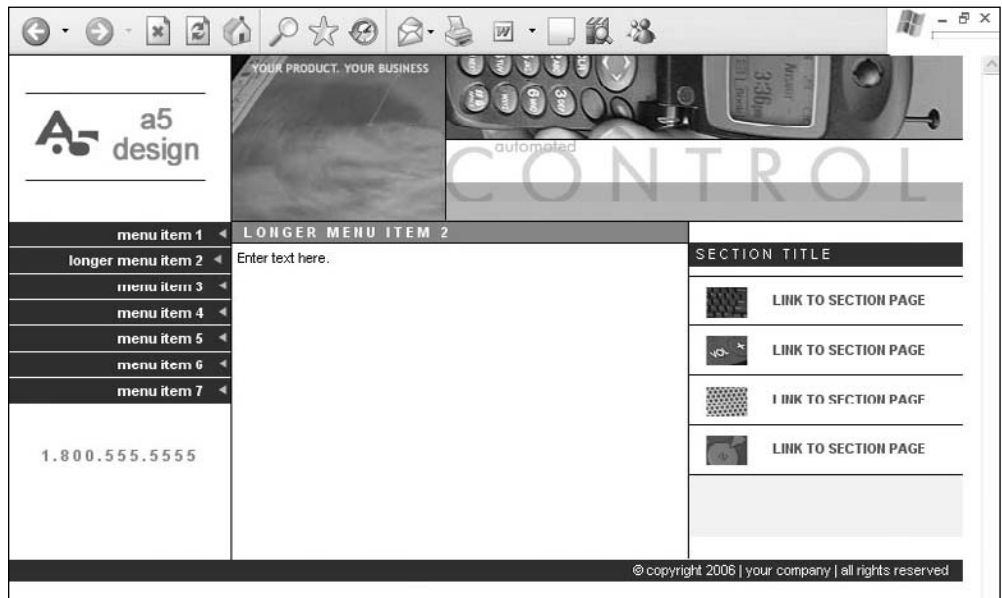 YOUR PRODUCT. YOUR BUSINESS
a5
design
automated
CONTROL
menu item 1
longer menu item 2
menu item 3
menu item 4
menu item 5
menu item 6
menu item 7
1.800.555.5555
LONGER MENU ITEM 2
Enter text here.
SECTION TITLE
LINK TO SECTION PAGE
LINK TO SECTION PAGE
LINK TO SECTION PAGE
LINK TO SECTION PAGE
© copyright 2006 | your company | all rights reserved